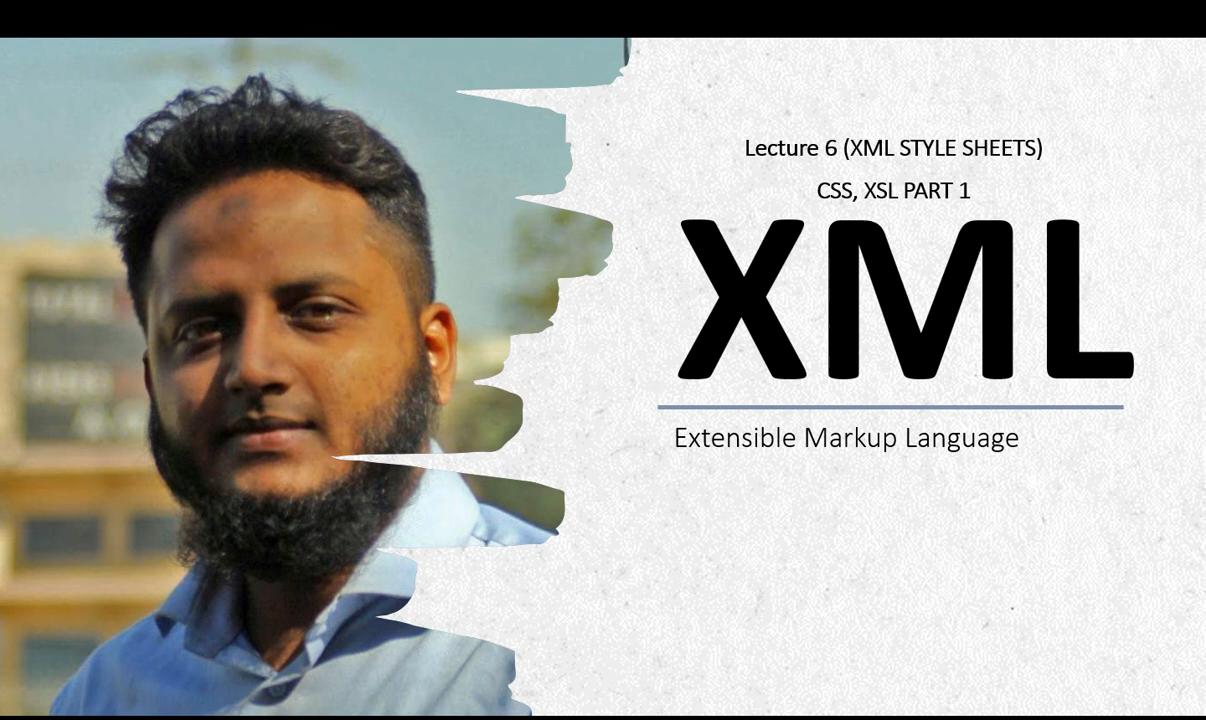 Lecture 6 (XML STYLE SHEETS)
CSS, XSL PART 1
XML
Extensible Markup Language